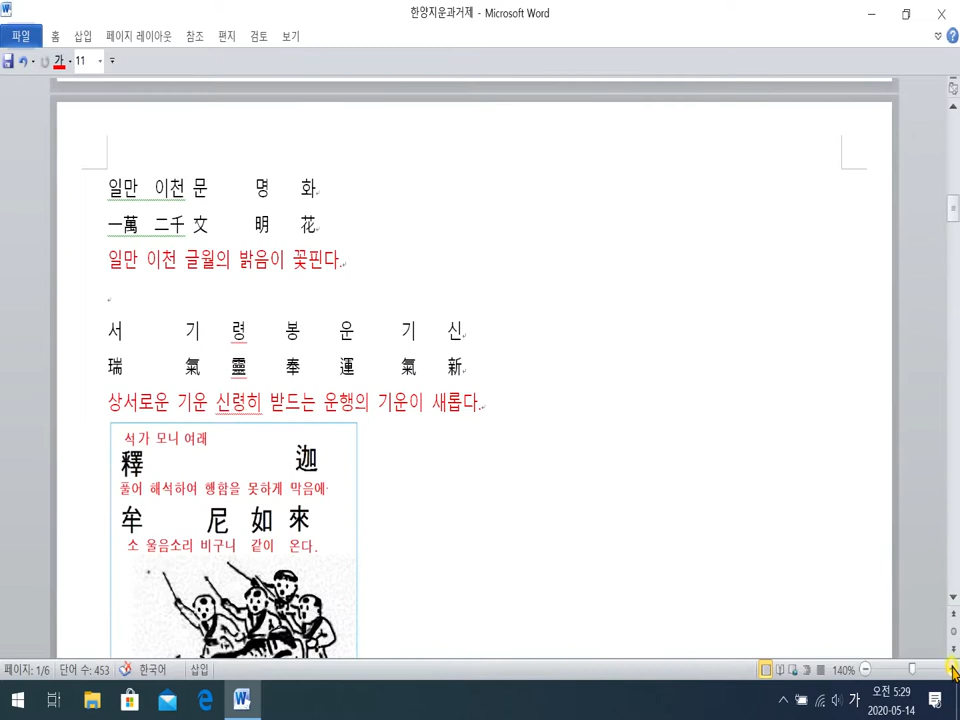 한양지운과거제 - Microsoft Word
파일 홈 삽입 페이지 레이아웃 참조 편지 검토 보기
가 11
일만 이천 문 명 화
一萬 二千 文 明 花
일만 이천 글월의 밝음이 꽃핀다.
서 기 령 봉 운 기 신
瑞 氣 靈 奉 運 氣 新
상서로운 기운 신령히 받드는 운행의 기운이 새롭다.
석가 모니 여래
釋 迦
풀어 해석하여 행함을 못하게 막음에
牟 尼 如 來
소 울음소리 비구니 같이 온다.
페이지: 1/6 단어 수: 453 한국어 삽입 140%
가 오전 5:29
2020-05-14